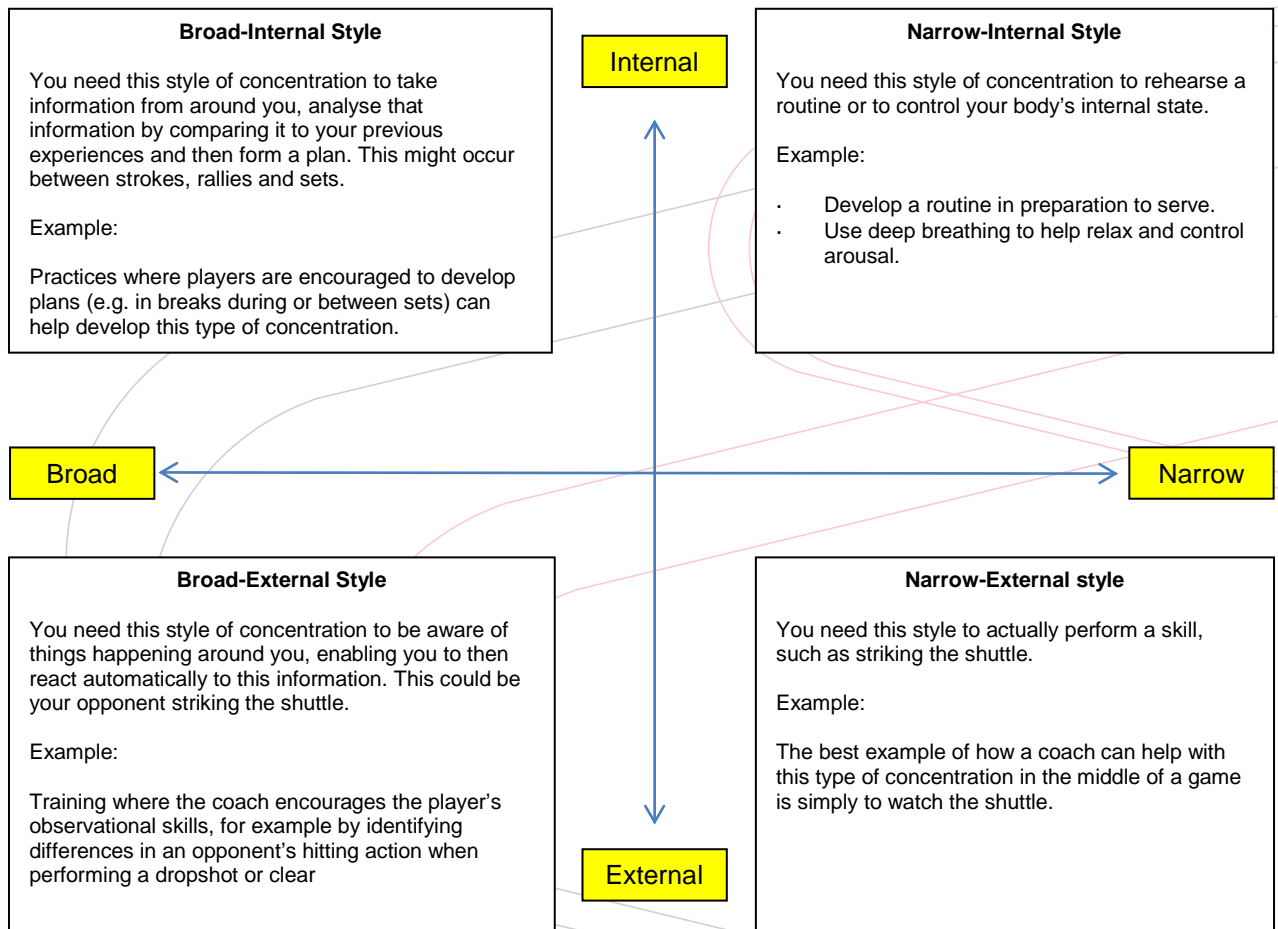 Broad-Internal Style
You need this style of concentration to take
information from around you, analyse that
information by comparing it to your previous
experiences and then form a plan. This might occur
between strokes, rallies and sets.
Example:
Practices where players are encouraged to develop
plans (e.g. in breaks during or between sets) can
help develop this type of concentration.
Internal
Narrow-Internal Style
You need this style of concentration to rehearse a
routine or to control your body’s internal state.
Example:
· Develop a routine in preparation to serve.
· Use deep breathing to help relax and control
arousal.
Broad
Narrow
Broad-External Style
You need this style of concentration to be aware of
things happening around you, enabling you to then
react automatically to this information. This could be
your opponent striking the shuttle.
Example:
Training where the coach encourages the player’s
observational skills, for example by identifying
differences in an opponent’s hitting action when
performing a dropshot or clear
External
Narrow-External style
You need this style to actually perform a skill,
such as striking the shuttle.
Example:
The best example of how a coach can help with
this type of concentration in the middle of a game
is simply to watch the shuttle.